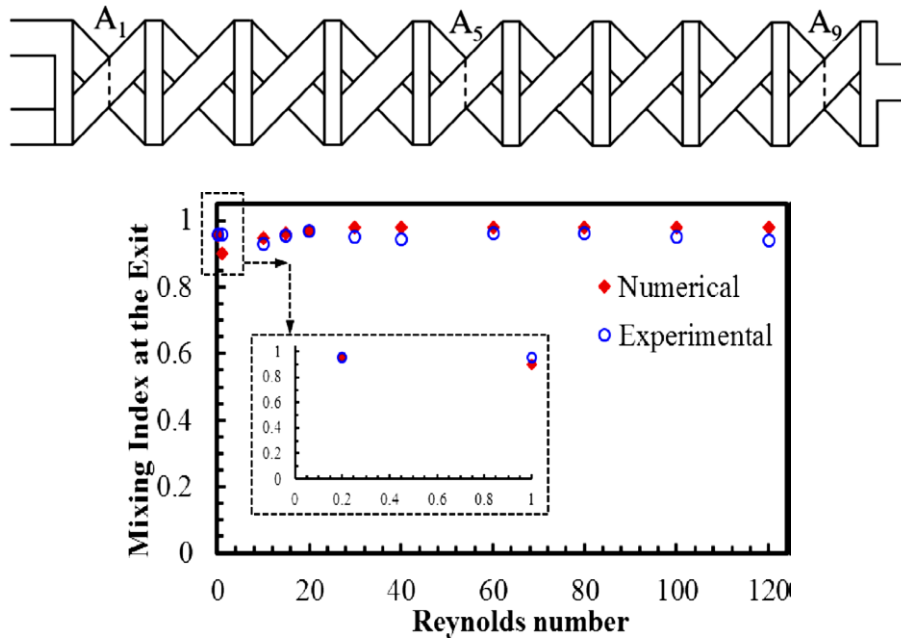 A1 A5 A9
1
0.8
0.6
0.4
0.2
0
Mixing Index at the Exit
Numerical
Experimental
1
0.8
0.6
0.4
0.2
0
0 0.2 0.4 0.6 0.8 1
0 20 40 60 80 100 120
Reynolds number